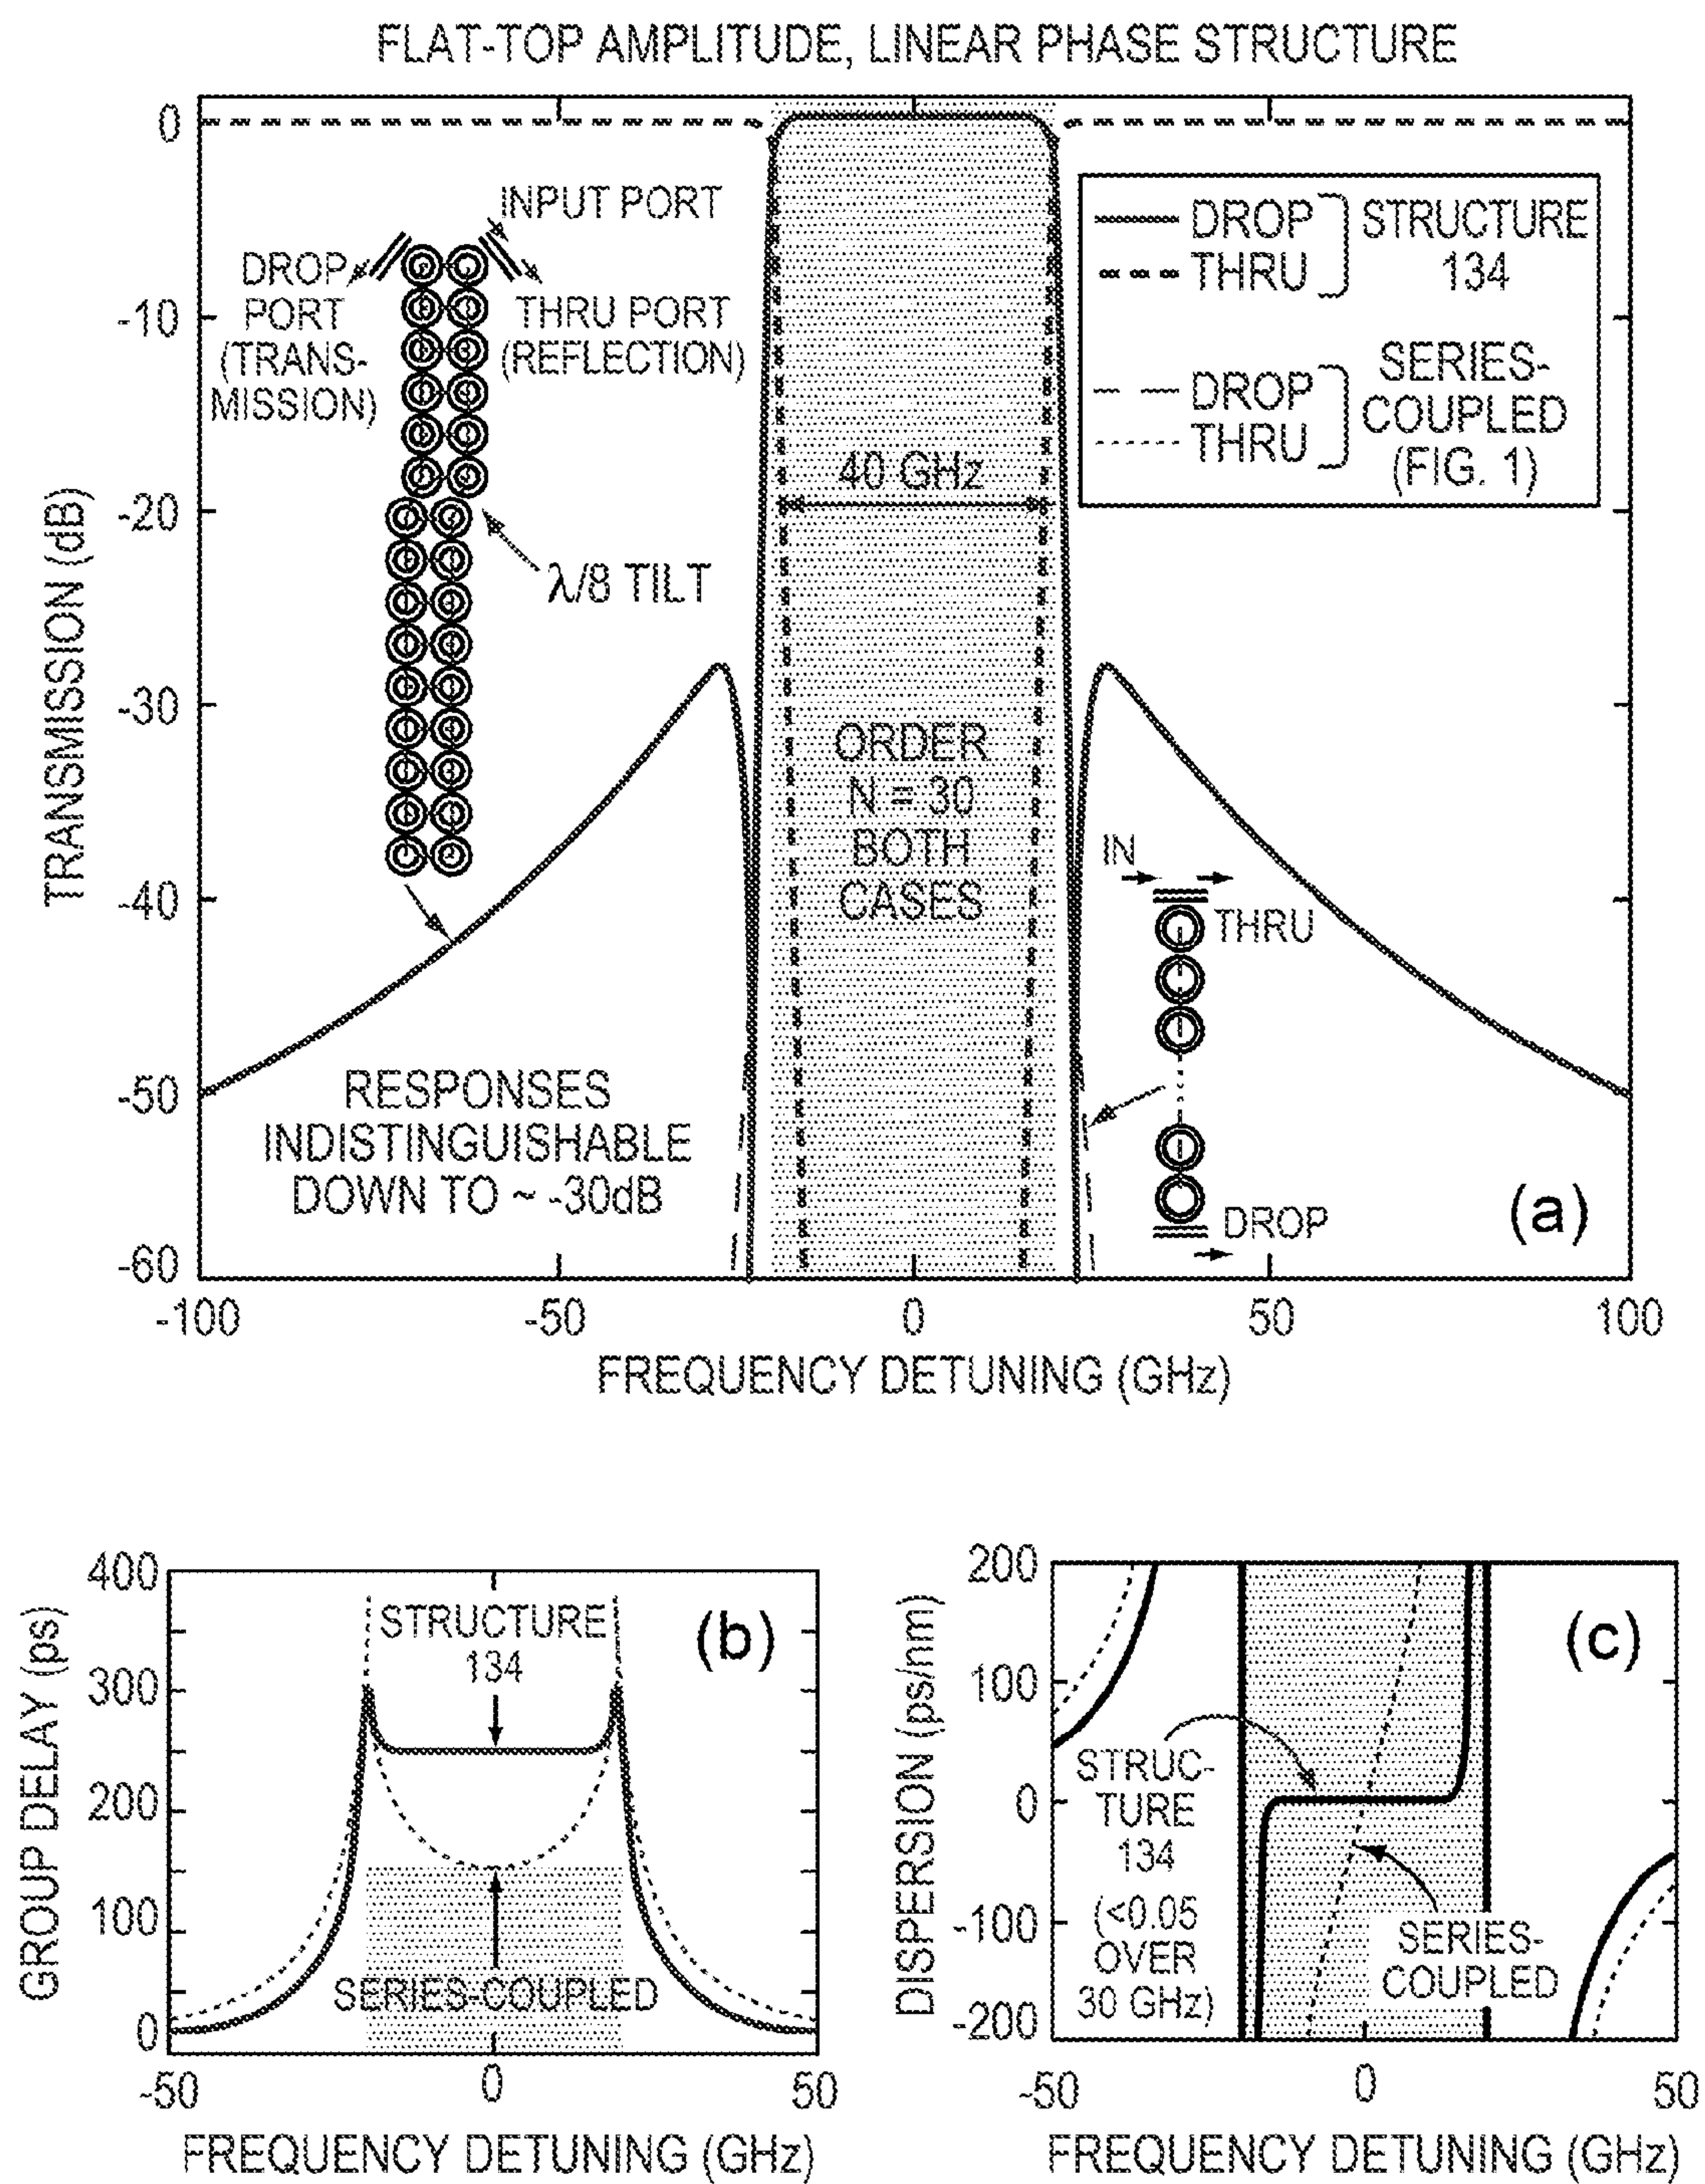 FLAT-TOP AMPLITUDE, LINEAR PHASE STRUCTURE
TRANSMISSION (dB)
0
-10
-20
-30
-40
-50
-60
INPUT PORT
DROP
PORT
(TRANS-
MISSION)
THRU PORT
(REFLECTION)
λ/8 TILT
DROP
THRU
STRUCTURE
134
DROP
THRU
SERIES-
COUPLED
(FIG. 1)
40 GHz
ORDER
N = 30
BOTH
CASES
IN
THRU
DROP
RESPONSES
INDISTINGUISHABLE
DOWN TO ~ -30dB
(a)
-100
-50
0
50
100
FREQUENCY DETUNING (GHz)
GROUP DELAY (ps)
400
300
200
100
0
STRUCTURE
134
(b)
SERIES-COUPLED
-50
0
50
FREQUENCY DETUNING (GHz)
DISPERSION (ps/nm)
200
100
0
-100
-200
(c)
STRUC-
TURE
134
(<0.05
OVER
30 GHz)
SERIES-
COUPLED
-50
0
50
FREQUENCY DETUNING (GHz)